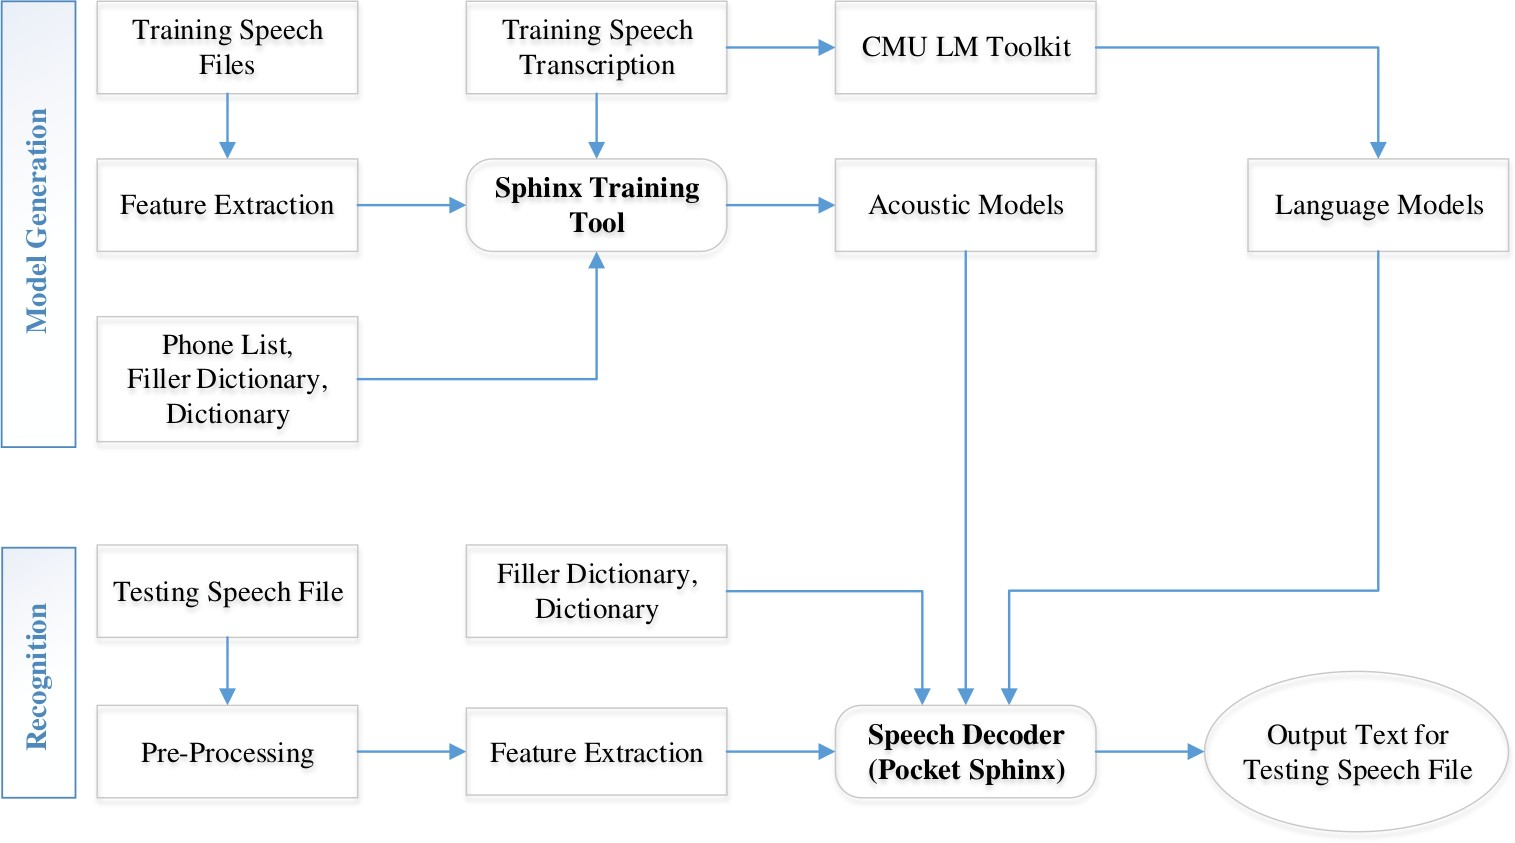 Model Generation
Training Speech
Files
Training Speech
Transcription
CMU LM Toolkit
Feature Extraction
Sphinx Training
Tool
Acoustic Models
Language Models
Phone List,
Filler Dictionary,
Dictionary
Recognition
Testing Speech File
Filler Dictionary,
Dictionary
Pre-Processing
Feature Extraction
Speech Decoder
(Pocket Sphinx)
Output Text for
Testing Speech File